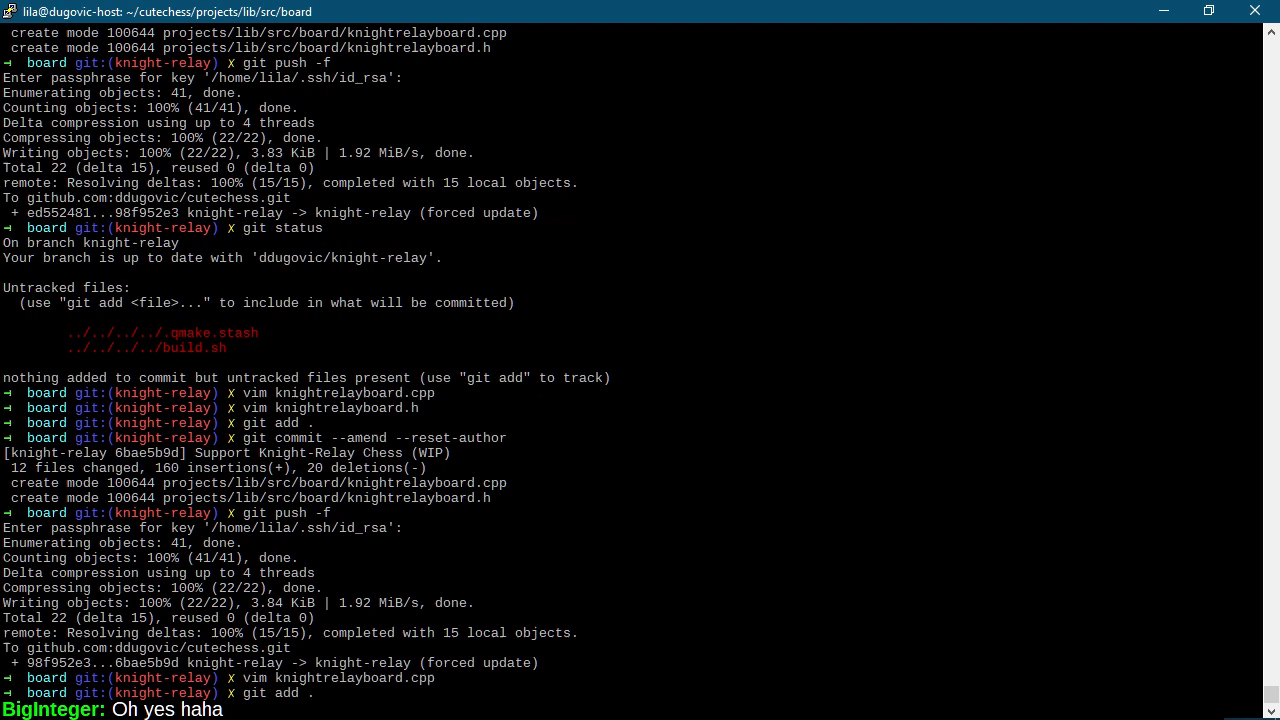 lila@dugovic-host: ~/cutechess/projects/lib/src/board
create mode 100644 projects/lib/src/board/knightrelayboard.cpp
create mode 100644 projects/lib/src/board/knightrelayboard.h
board git:(knight-relay) ✗ git push -f
Enter passphrase for key '/home/lila/.ssh/id_rsa':
Enumerating objects: 41, done.
Counting objects: 100% (41/41), done.
Delta compression using up to 4 threads
Compressing objects: 100% (22/22), done.
Writing objects: 100% (22/22), 3.83 KiB | 1.92 MiB/s, done.
Total 22 (delta 15), reused 0 (delta 0)
remote: Resolving deltas: 100% (15/15), completed with 15 local objects.
To github.com:ddugovic/cutechess.git
+ ed552481...98f952e3 knight-relay -> knight-relay (forced update)
board git:(knight-relay) ✗ git status
On branch knight-relay
Your branch is up to date with 'ddugovic/knight-relay'.
Untracked files:
(use "git add <file>..." to include in what will be committed)
../../../../.qmake.stash
../../../../build.sh
nothing added to commit but untracked files present (use "git add" to track)
board git:(knight-relay) ✗ vim knightrelayboard.cpp
board git:(knight-relay) ✗ vim knightrelayboard.h
board git:(knight-relay) ✗ git add .
board git:(knight-relay) ✗ git commit --amend --reset-author
[knight-relay 6bae5b9d] Support Knight-Relay Chess (WIP)
12 files changed, 160 insertions(+), 20 deletions(-)
create mode 100644 projects/lib/src/board/knightrelayboard.cpp
create mode 100644 projects/lib/src/board/knightrelayboard.h
board git:(knight-relay) ✗ git push -f
Enter passphrase for key '/home/lila/.ssh/id_rsa':
Enumerating objects: 41, done.
Counting objects: 100% (41/41), done.
Delta compression using up to 4 threads
Compressing objects: 100% (22/22), done.
Writing objects: 100% (22/22), 3.84 KiB | 1.92 MiB/s, done.
Total 22 (delta 15), reused 0 (delta 0)
remote: Resolving deltas: 100% (15/15), completed with 15 local objects.
To github.com:ddugovic/cutechess.git
+ 98f952e3...6bae5b9d knight-relay -> knight-relay (forced update)
board git:(knight-relay) ✗ vim knightrelayboard.cpp
board git:(knight-relay) ✗ git add .
BigInteger: Oh yes haha